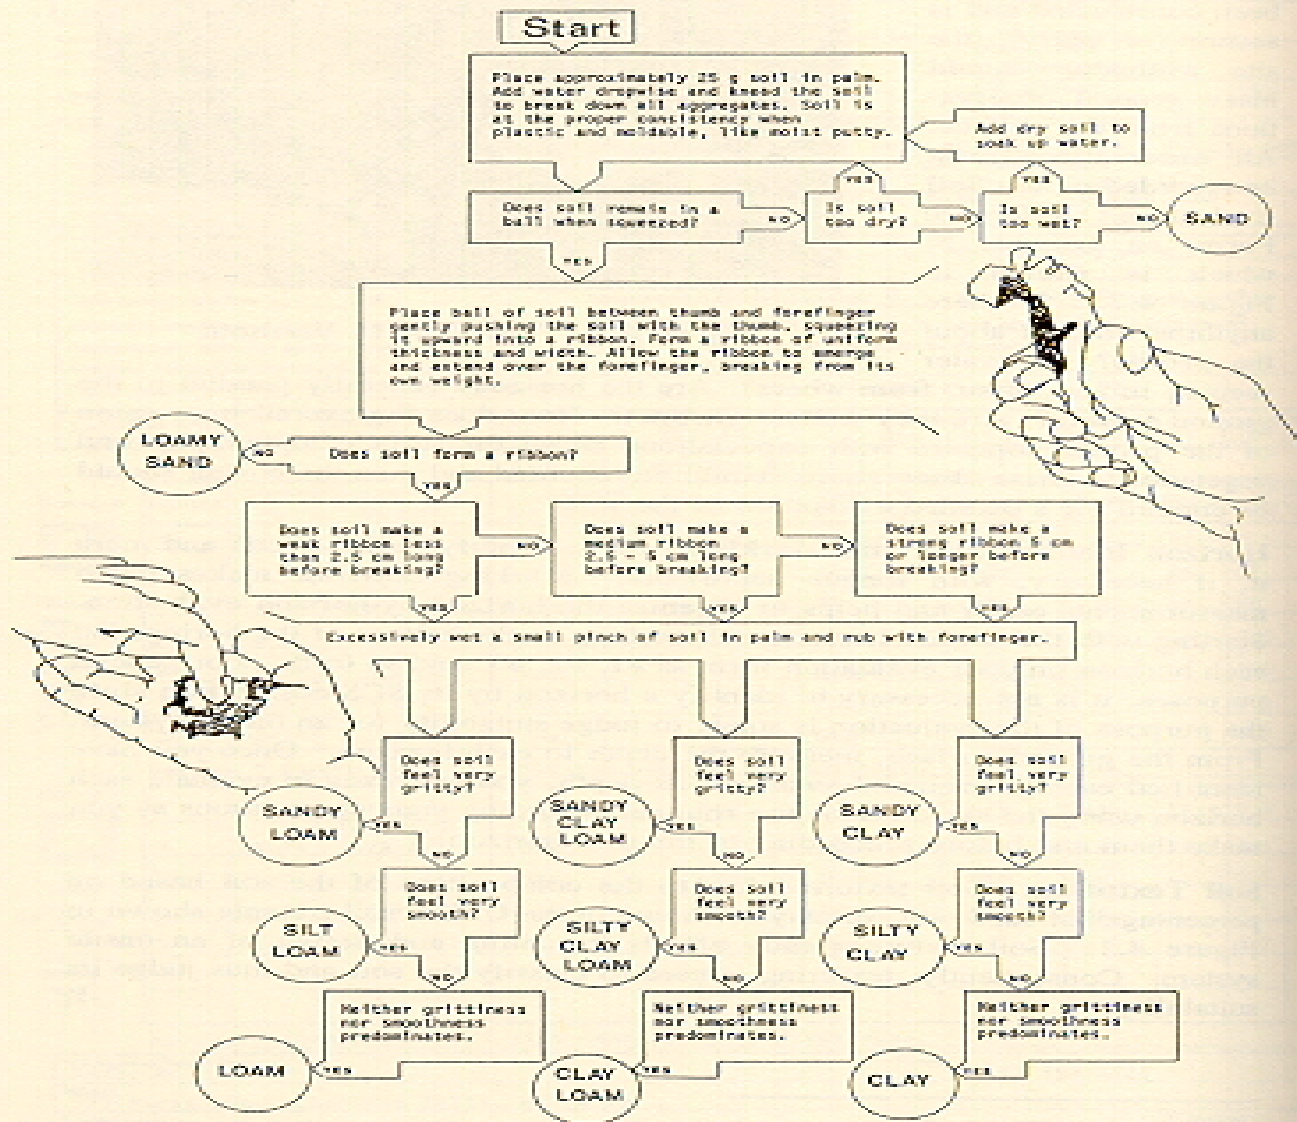 Start
Place approximately 25 g soil in palm.
Add water dropwise and knead the soil
to break down all aggregates. Soil is
at the proper consistency when
plastic and moldable, like moist putty.
Add dry soil to
soak up water.
YES
YES
Does soil remain in a
ball when squeezed?
NO
Is soil
too dry?
NO
Is soil
too wet?
NO
SAND
YES
Place ball of soil between thumb and forefinger
gently pushing the soil with the thumb, squeezing
it upward into a ribbon. Form a ribbon of uniform
thickness and width. Allow the ribbon to emerge
and extend over the forefinger, breaking from its
own weight.
LOAMY
SAND
NO
Does soil form a ribbon?
YES
Does soil make a
weak ribbon less
than 2.5 cm long
before breaking?
NO
Does soil make a
medium ribbon
2.5 - 5 cm long
before breaking?
NO
Does soil make a
strong ribbon 5 cm
or longer before
breaking?
YES
YES
YES
Excessively wet a small pinch of soil in palm and rub with forefinger.
Does soil
feel very
gritty?
Does soil
feel very
gritty?
Does soil
feel very
gritty?
SANDY
LOAM
YES
SANDY
CLAY
LOAM
YES
SANDY
CLAY
YES
NO
NO
NO
Does soil
feel very
smooth?
Does soil
feel very
smooth?
Does soil
feel very
smooth?
SILT
LOAM
YES
SILTY
CLAY
LOAM
YES
SILTY
CLAY
YES
NO
NO
NO
Neither grittiness
nor smoothness
predominates.
Neither grittiness
nor smoothness
predominates.
Neither grittiness
nor smoothness
predominates.
LOAM
YES
CLAY
LOAM
YES
CLAY
YES